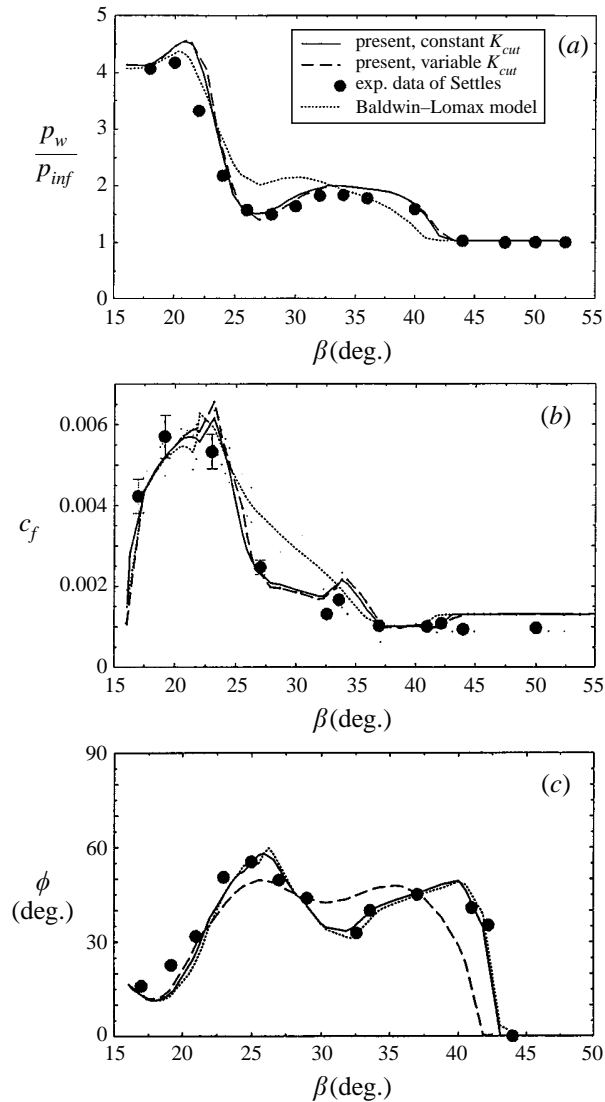 5
4
3
2
1
0
p_w
p_inf
present, constant K_cut
present, variable K_cut
exp. data of Settles
Baldwin–Lomax model
(a)
15 20 25 30 35 40 45 50 55
β(deg.)
0.006
0.004
0.002
0
c_f
(b)
15 20 25 30 35 40 45 50
β(deg.)
90
60
30
0
ϕ
(deg.)
(c)
15 20 25 30 35 40 45 50
β(deg.)